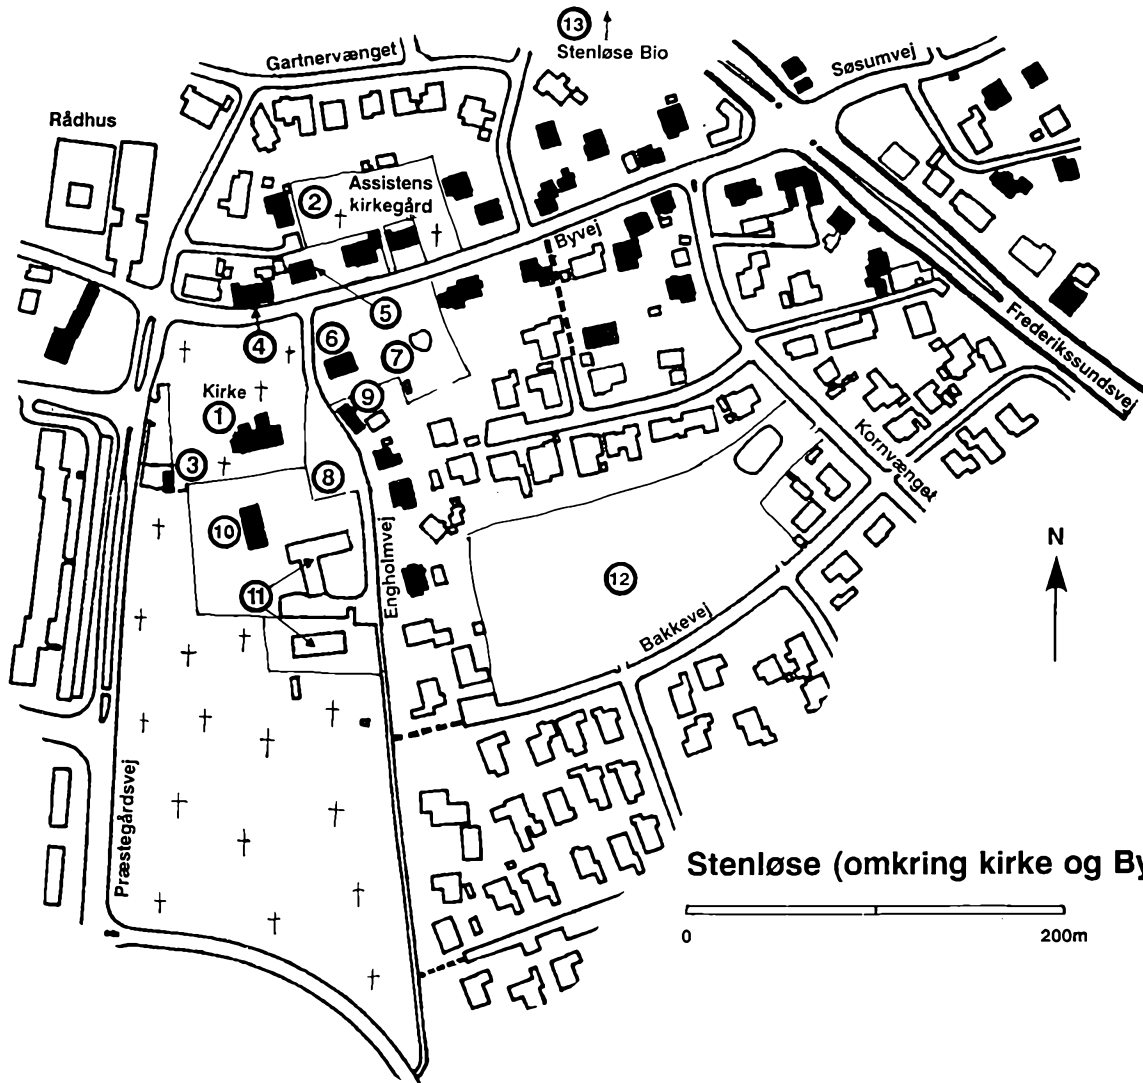 13
Stenløse Bio
Gartnervænget
Søsumvej
Rådhus
Assistens
kirkegård
2
Byvej
5
4
6
7
Frederikssundsvej
Kirke
1
9
3
8
Kornvænget
10
N
11
Engholmvej
12
Bakkevej
Præstegårdsvej
Stenløse (omkring kirke og By
0
200m